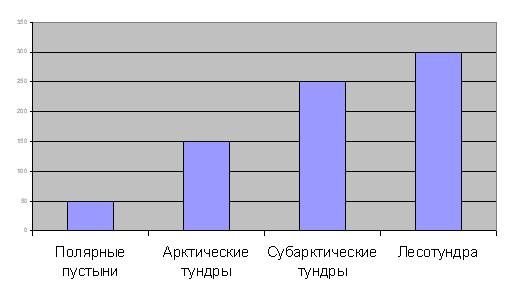 350
300
250
200
150
100
50
0
Полярные пустыни
Арктические тундры
Субарктические тундры
Лесотундра